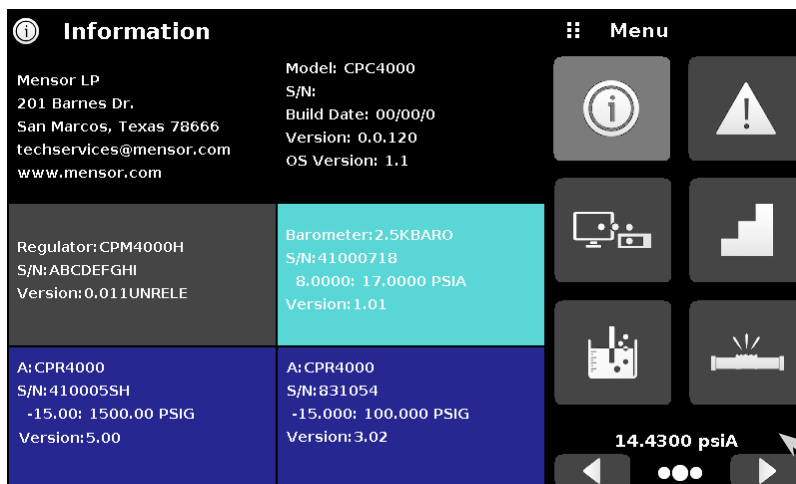 Information
Mensor LP
201 Barnes Dr.
San Marcos, Texas 78666
techservices@mensor.com
www.mensor.com
Model: CPC4000
S/N:
Build Date: 00/00/0
Version: 0.0.120
OS Version: 1.1
Regulator:CPM4000H
S/N:ABCDEFGHI
Version:0.011UNRELE
Barometer:2.5KBARO
S/N:41000718
8.0000: 17.0000 PSIA
Version:1.01
A:CPR4000
S/N:410005SH
-15.00: 1500.00 PSIG
Version:5.00
A:CPR4000
S/N:831054
-15.000: 100.000 PSIG
Version:3.02
Menu
14.4300 psiA